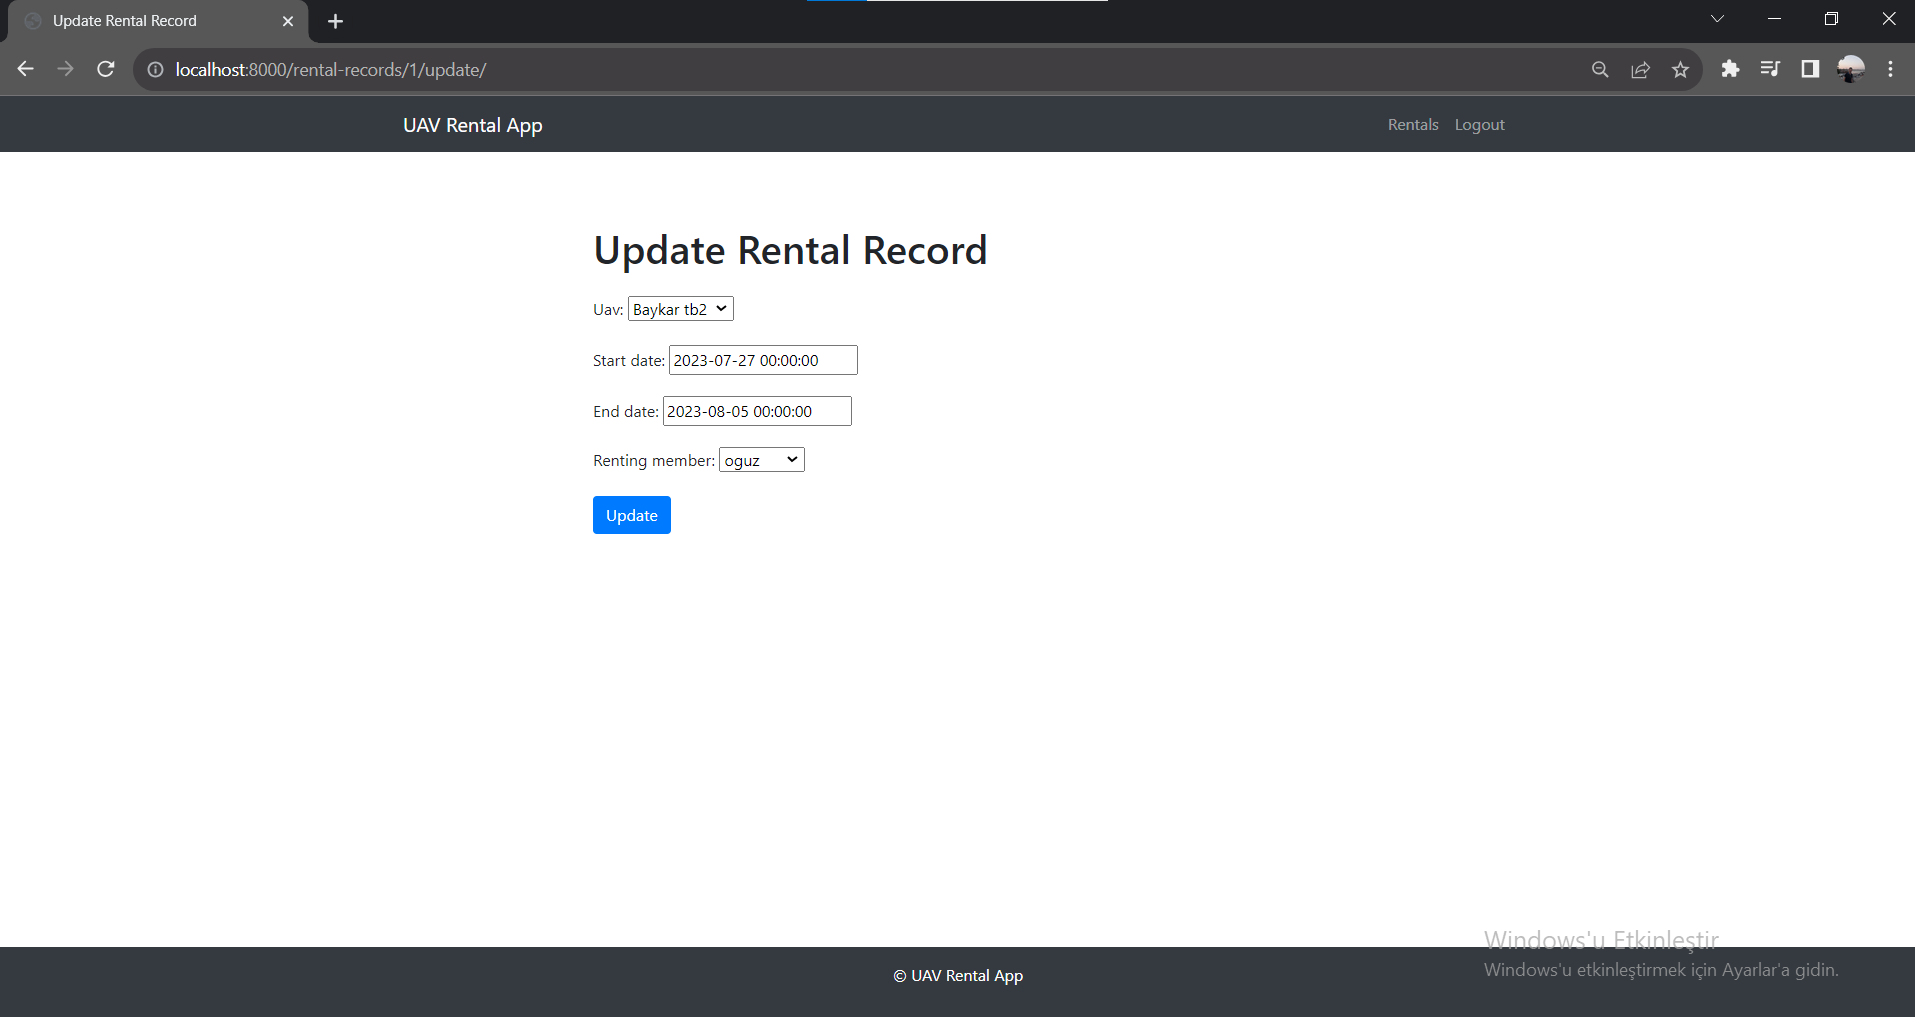 Update Rental Record
localhost:8000/rental-records/1/update/
UAV Rental App
Rentals Logout
Update Rental Record
Uav: Baykar tb2
Start date: 2023-07-27 00:00:00
End date: 2023-08-05 00:00:00
Renting member: oguz
Update
Windows'u Etkinleştir
Windows'u etkinleştirmek için Ayarlar'a gidin.
© UAV Rental App